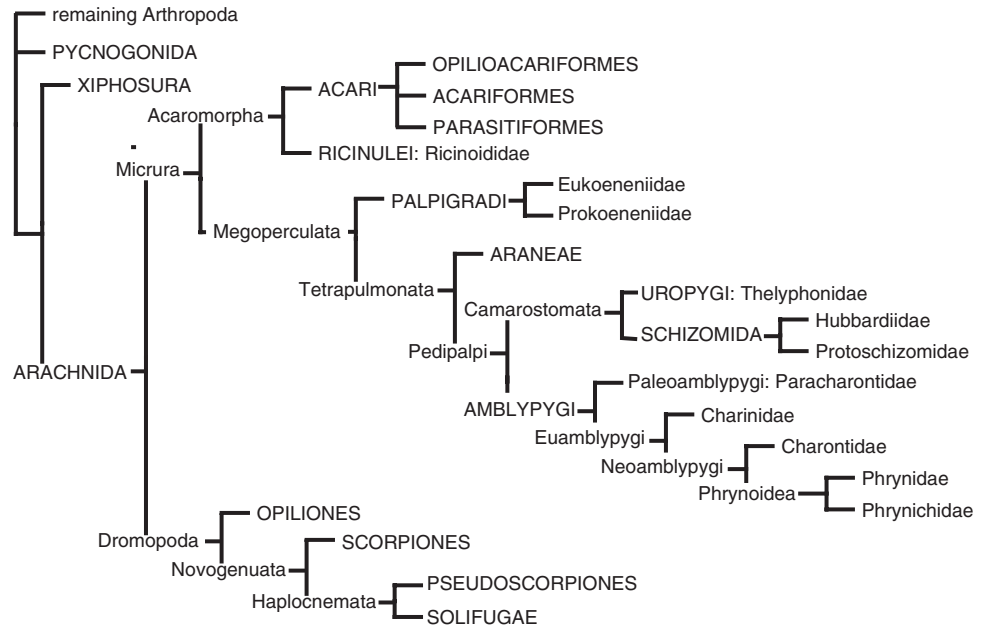 remaining Arthropoda
PYCNOGONIDA
OPILIOACARIFORMES
XIPHOSURA
ACARI
ACARIFORMES
Acaromorpha
PARASITIFORMES
RICINULEI: Ricinoididae
Micrura
Eukoeneniidae
PALPIGRADI
Prokoeneniidae
Megoperculata
ARANEAE
Tetrapulmonata
UROPYGI: Thelyphonidae
Camarostomata
Hubbardiidae
SCHIZOMIDA
Protoschizomidae
Pedipalpi
ARACHNIDA
Paleoamblypygi: Paracharontidae
AMBLYPYGI
Charinidae
Euamblypygi
Charontidae
Neoamblypygi
Phrynidae
Phrynoidea
Phrynichidae
OPILIONES
Dromopoda
SCORPIONES
Novogenuata
PSEUDOSCORPIONES
Haplocnemata
SOLIFUGAE